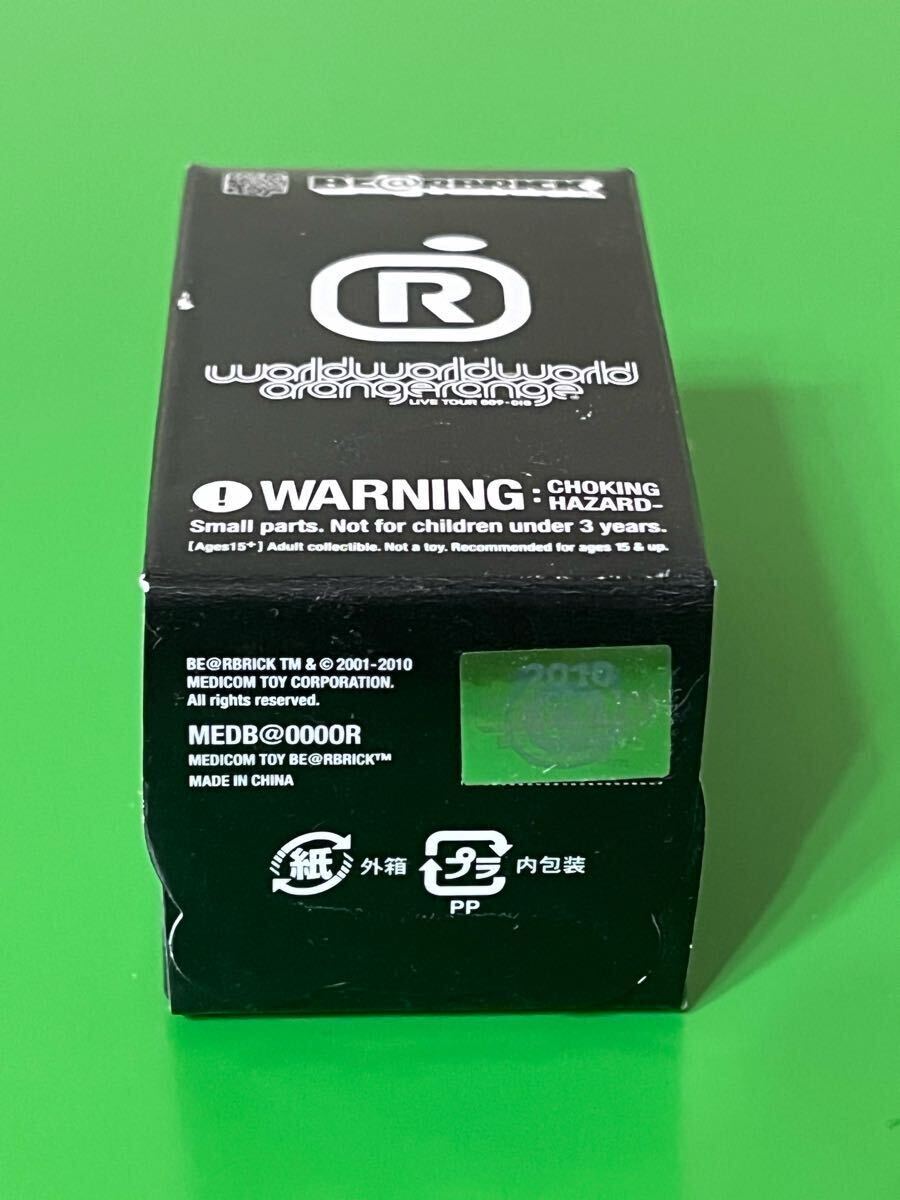 BE@RBRICK
R
worldworldworld
orangerange
LIVE TOUR 009-010
! WARNING : CHOKING
HAZARD-
Small parts. Not for children under 3 years.
[Ages15+] Adult collectible. Not a toy. Recommended for ages 15 & up.
BE@RBRICK TM & © 2001-2010
MEDICOM TOY CORPORATION.
All rights reserved.
MEDB@0000R
MEDICOM TOY BE@RBRICK™
MADE IN CHINA
2010
紙 外箱 プラ 内包装
PP